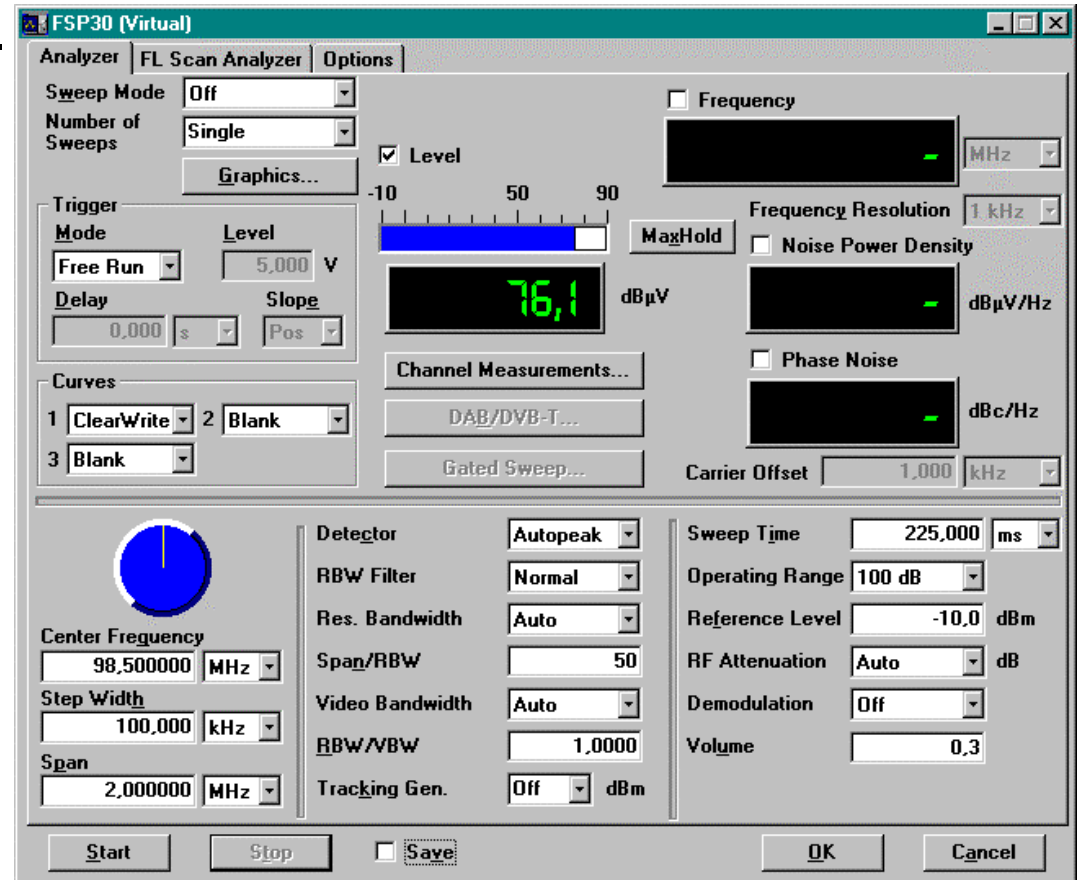 FSP30 (Virtual)
Analyzer FL Scan Analyzer Options
Sweep Mode Off
Number of Sweeps Single
Graphics...
Trigger
Mode Level
Free Run 5,000 V
Delay Slope
0,000 s Pos
Curves
1 ClearWrite 2 Blank
3 Blank
Level
-10 50 90
MaxHold
76,1 dBµV
Channel Measurements...
DAB/DVB-T...
Gated Sweep...
Frequency
- MHz
Frequency Resolution 1 kHz
Noise Power Density
- dBµV/Hz
Phase Noise
- dBc/Hz
Carrier Offset 1,000 kHz
Center Frequency
98,500000 MHz
Step Width
100,000 kHz
Span
2,000000 MHz
Detector Autopeak
RBW Filter Normal
Res. Bandwidth Auto
Span/RBW 50
Video Bandwidth Auto
RBW/VBW 1,0000
Tracking Gen. Off dBm
Sweep Time 225,000 ms
Operating Range 100 dB
Reference Level -10,0 dBm
RF Attenuation Auto dB
Demodulation Off
Volume 0,3
Start Stop Save OK Cancel